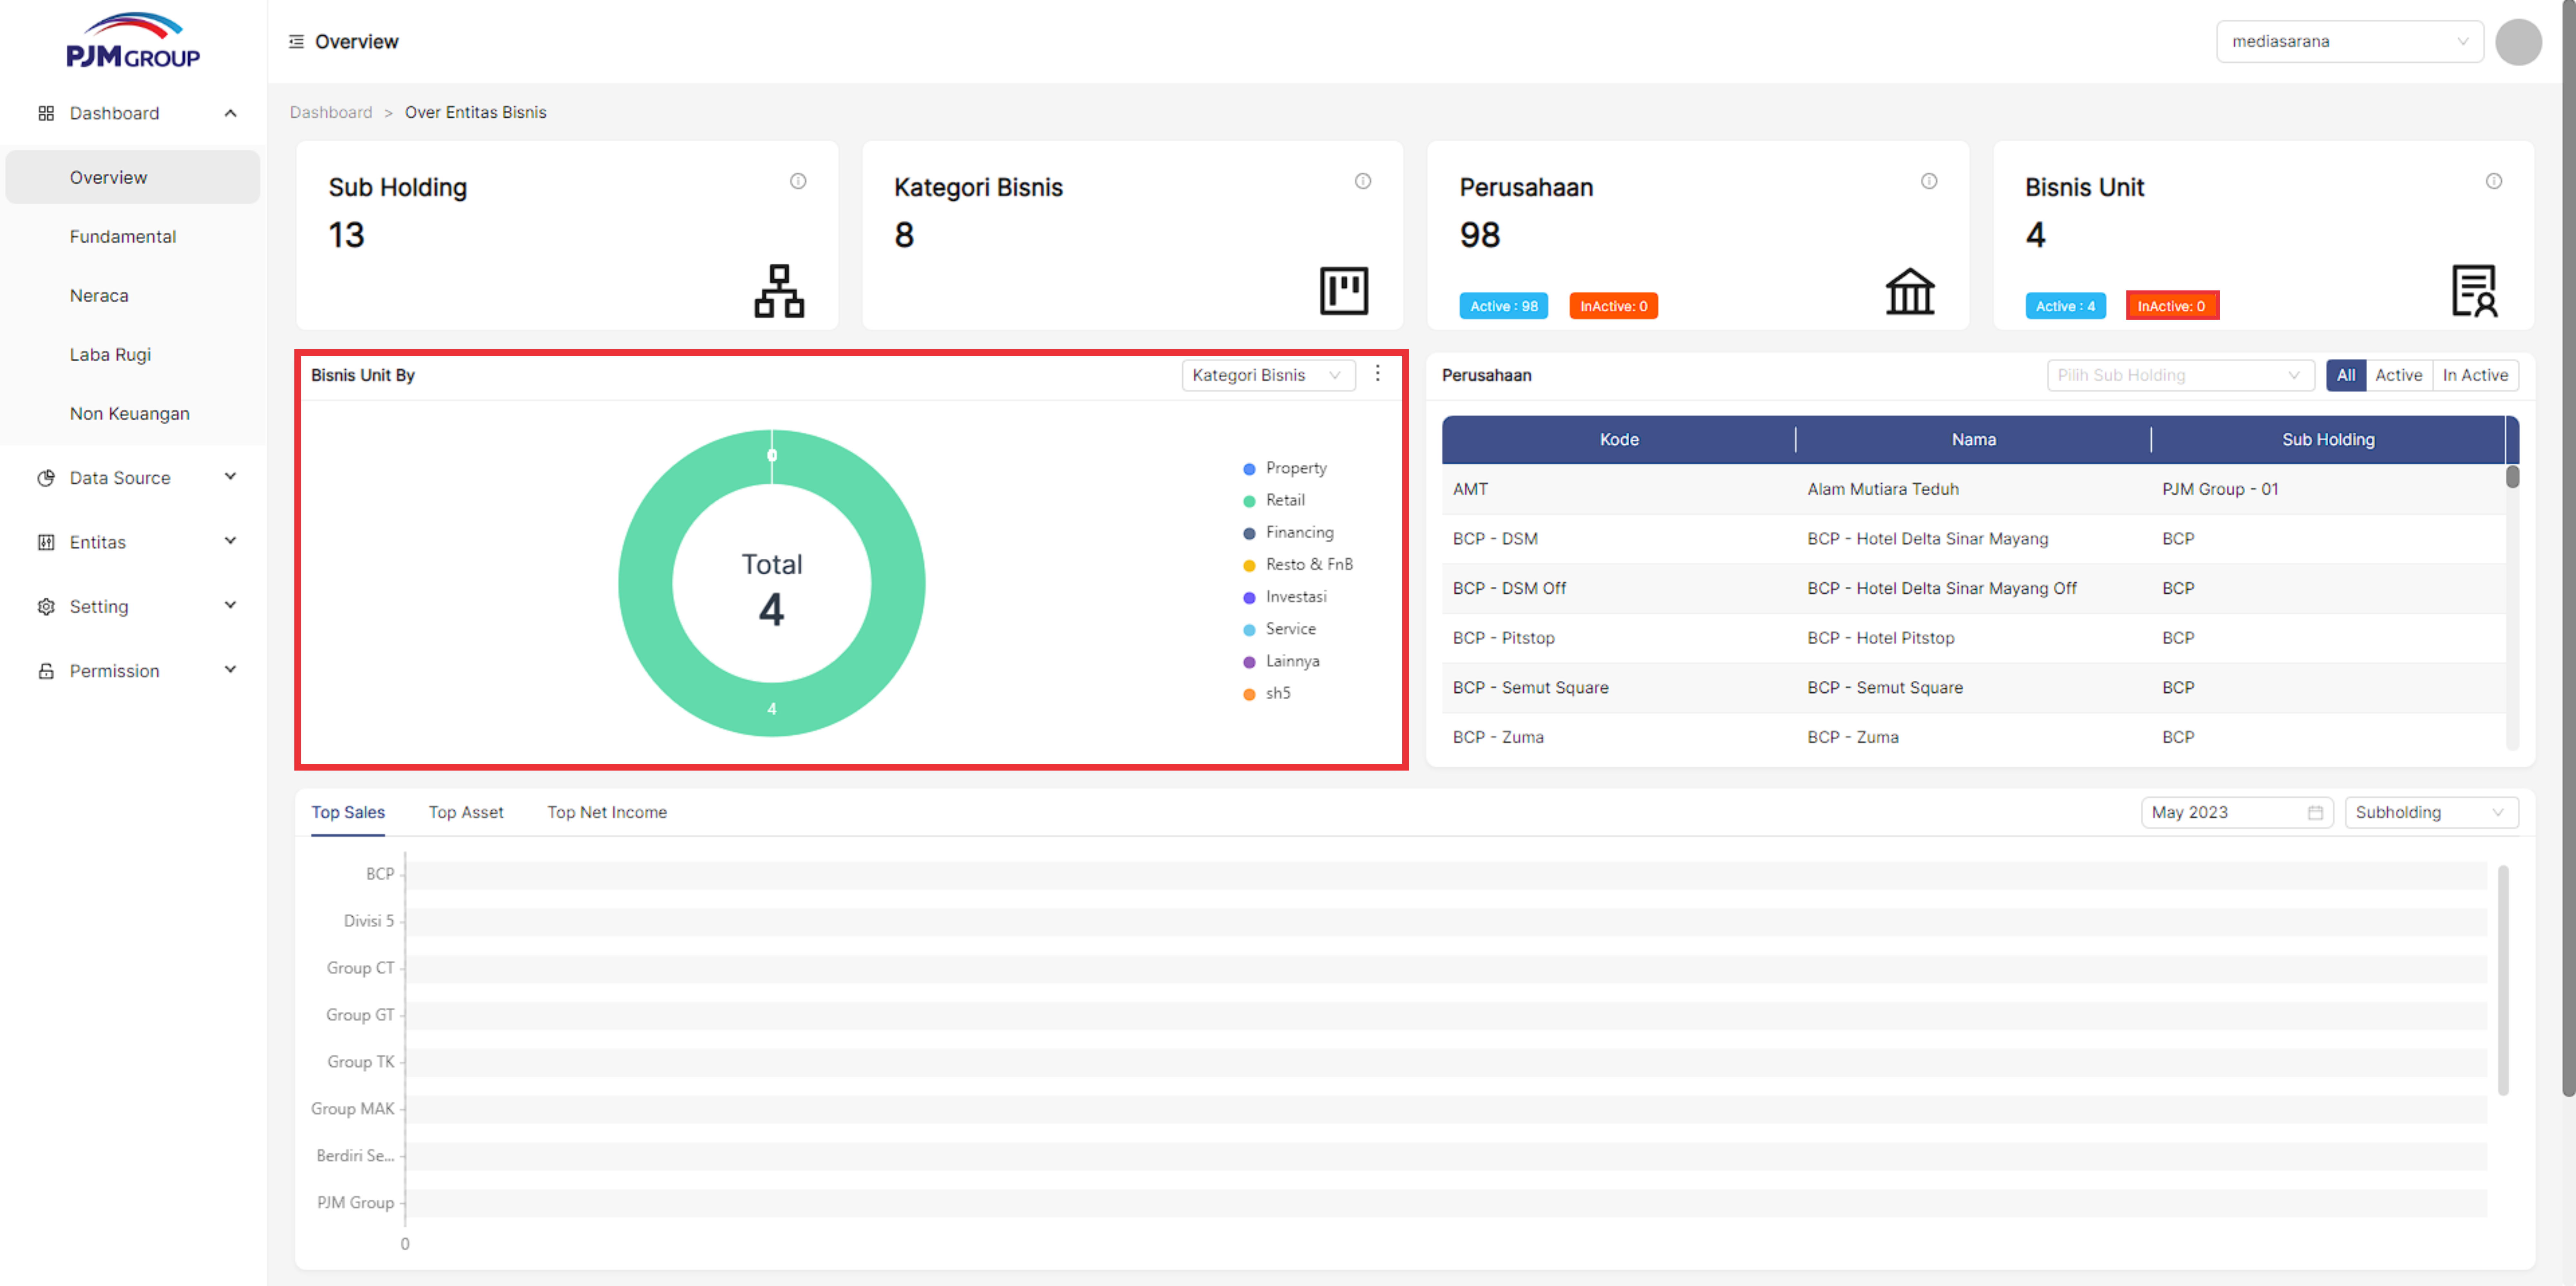 PJM GROUP
Overview
mediasarana
Dashboard
Overview
Fundamental
Neraca
Laba Rugi
Non Keuangan
Data Source
Entitas
Setting
Permission
Dashboard > Over Entitas Bisnis
Sub Holding
13
Kategori Bisnis
8
Perusahaan
98
Active : 98
InActive: 0
Bisnis Unit
4
Active : 4
InActive: 0
Bisnis Unit By
Kategori Bisnis
0
Total
4
4
Property
Retail
Financing
Resto & FnB
Investasi
Service
Lainnya
sh5
Perusahaan
Pilih Sub Holding
All Active In Active
Kode Nama Sub Holding
AMT Alam Mutiara Teduh PJM Group - 01
BCP - DSM BCP - Hotel Delta Sinar Mayang BCP
BCP - DSM Off BCP - Hotel Delta Sinar Mayang Off BCP
BCP - Pitstop BCP - Hotel Pitstop BCP
BCP - Semut Square BCP - Semut Square BCP
BCP - Zuma BCP - Zuma BCP
Top Sales Top Asset Top Net Income
May 2023
Subholding
BCP
Divisi 5
Group CT
Group GT
Group TK
Group MAK
Berdiri Se...
PJM Group
0